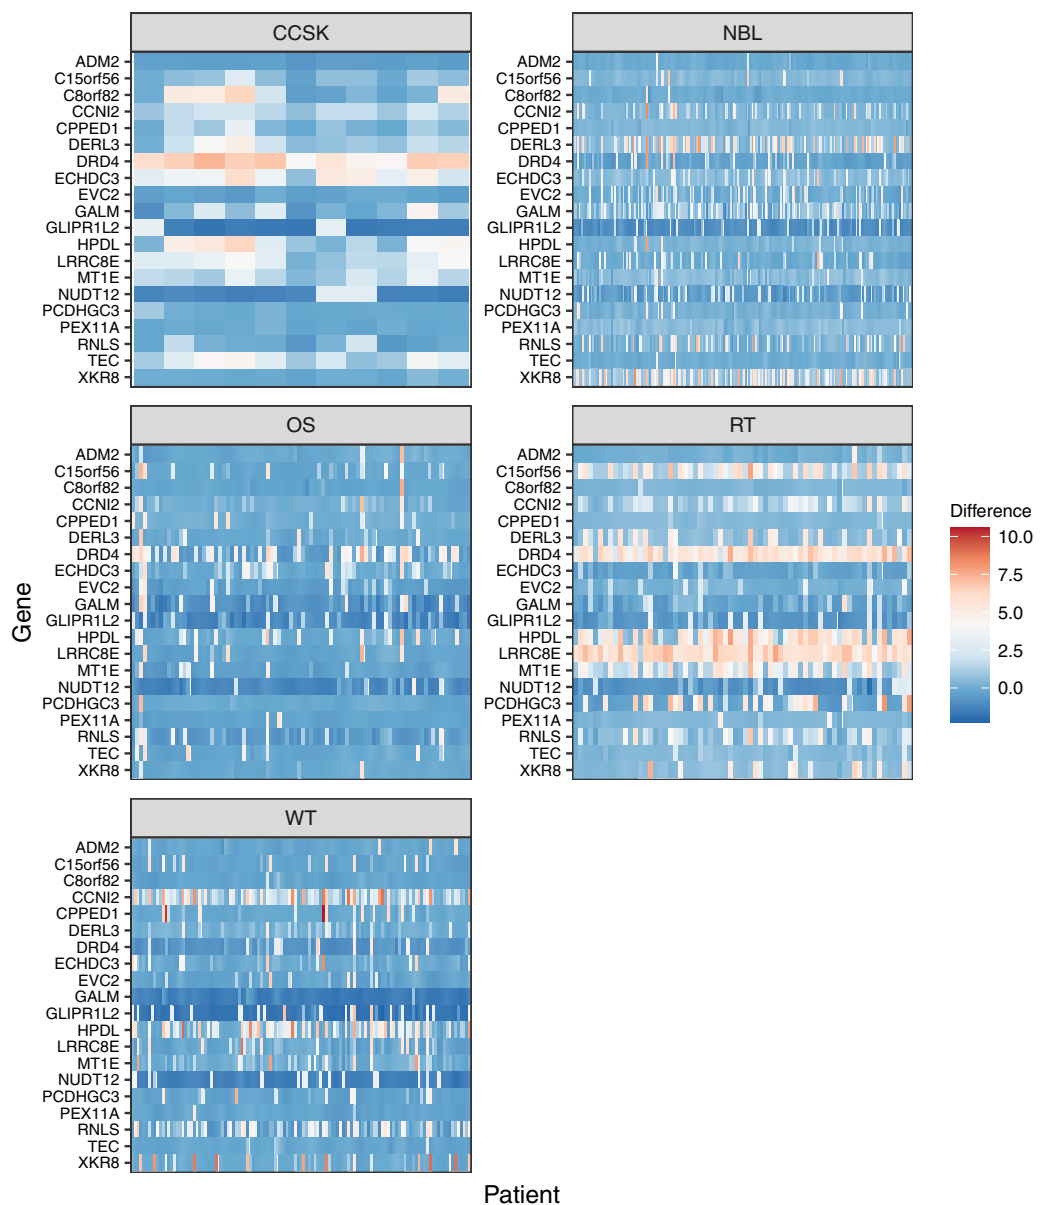 CCSK
ADM2
C15orf56
C8orf82
CCNI2
CPPED1
DERL3
DRD4
ECHDC3
EVC2
GALM
GLIPR1L2
HPDL
LRRC8E
MT1E
NUDT12
PCDHGC3
PEX11A
RNLS
TEC
XKR8
NBL
ADM2
C15orf56
C8orf82
CCNI2
CPPED1
DERL3
DRD4
ECHDC3
EVC2
GALM
GLIPR1L2
HPDL
LRRC8E
MT1E
NUDT12
PCDHGC3
PEX11A
RNLS
TEC
XKR8
OS
ADM2
C15orf56
C8orf82
CCNI2
CPPED1
DERL3
DRD4
ECHDC3
EVC2
GALM
GLIPR1L2
HPDL
LRRC8E
MT1E
NUDT12
PCDHGC3
PEX11A
RNLS
TEC
XKR8
RT
ADM2
C15orf56
C8orf82
CCNI2
CPPED1
DERL3
DRD4
ECHDC3
EVC2
GALM
GLIPR1L2
HPDL
LRRC8E
MT1E
NUDT12
PCDHGC3
PEX11A
RNLS
TEC
XKR8
WT
ADM2
C15orf56
C8orf82
CCNI2
CPPED1
DERL3
DRD4
ECHDC3
EVC2
GALM
GLIPR1L2
HPDL
LRRC8E
MT1E
NUDT12
PCDHGC3
PEX11A
RNLS
TEC
XKR8
Gene
Patient
Difference
10.0
7.5
5.0
2.5
0.0